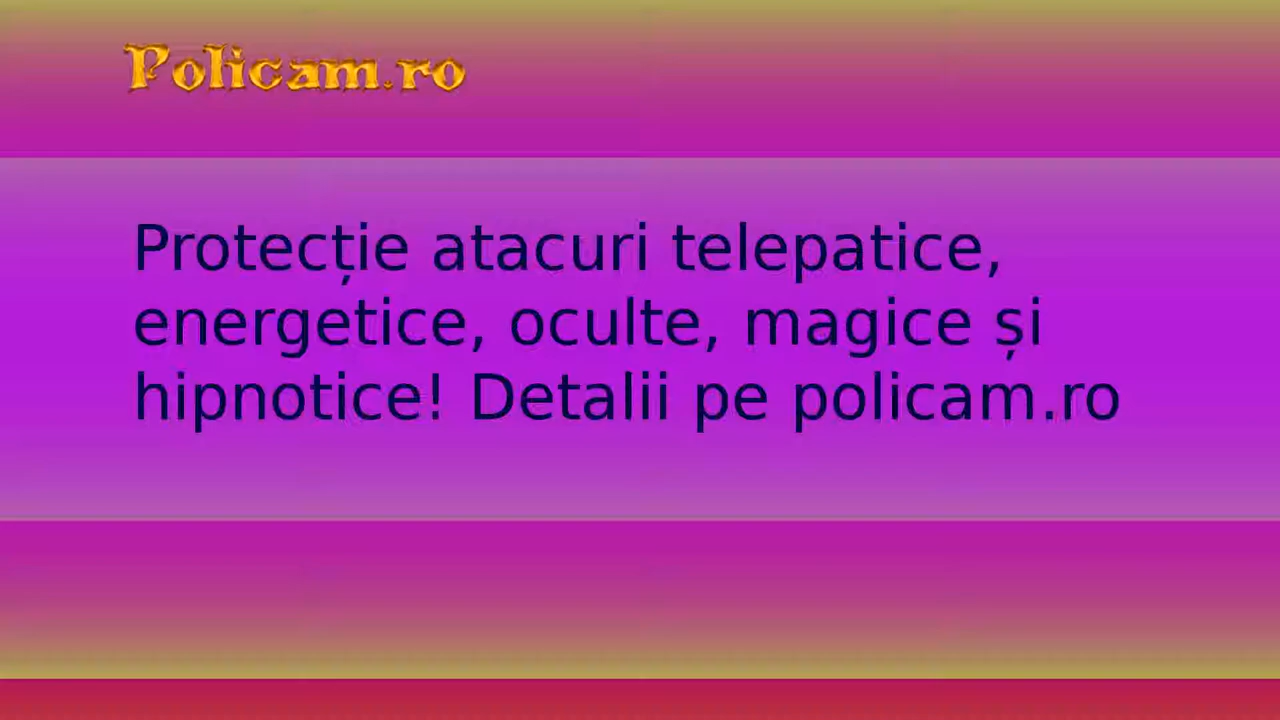 Policam.ro
Protecție atacuri telepatice,
energetice, oculte, magice și
hipnotice! Detalii pe policam.ro